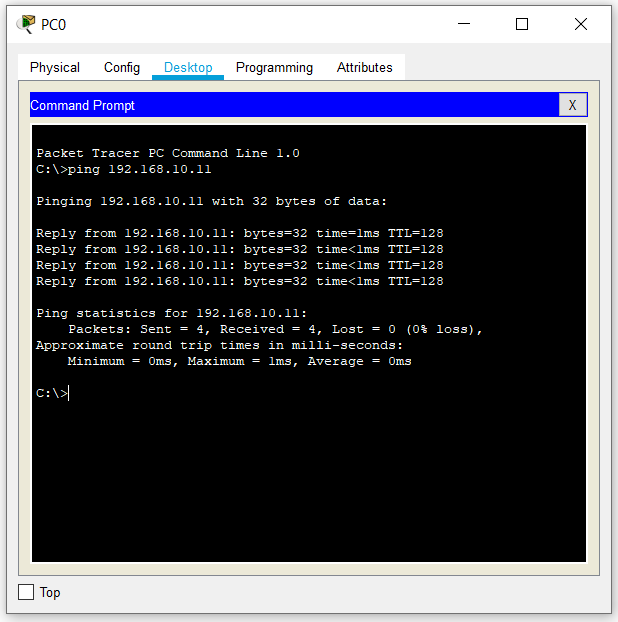 PC0
Physical Config Desktop Programming Attributes
Command Prompt X
Packet Tracer PC Command Line 1.0
C:\>ping 192.168.10.11
Pinging 192.168.10.11 with 32 bytes of data:
Reply from 192.168.10.11: bytes=32 time=1ms TTL=128
Reply from 192.168.10.11: bytes=32 time<1ms TTL=128
Reply from 192.168.10.11: bytes=32 time<1ms TTL=128
Reply from 192.168.10.11: bytes=32 time<1ms TTL=128
Ping statistics for 192.168.10.11:
    Packets: Sent = 4, Received = 4, Lost = 0 (0% loss),
Approximate round trip times in milli-seconds:
    Minimum = 0ms, Maximum = 1ms, Average = 0ms
C:\>
Top